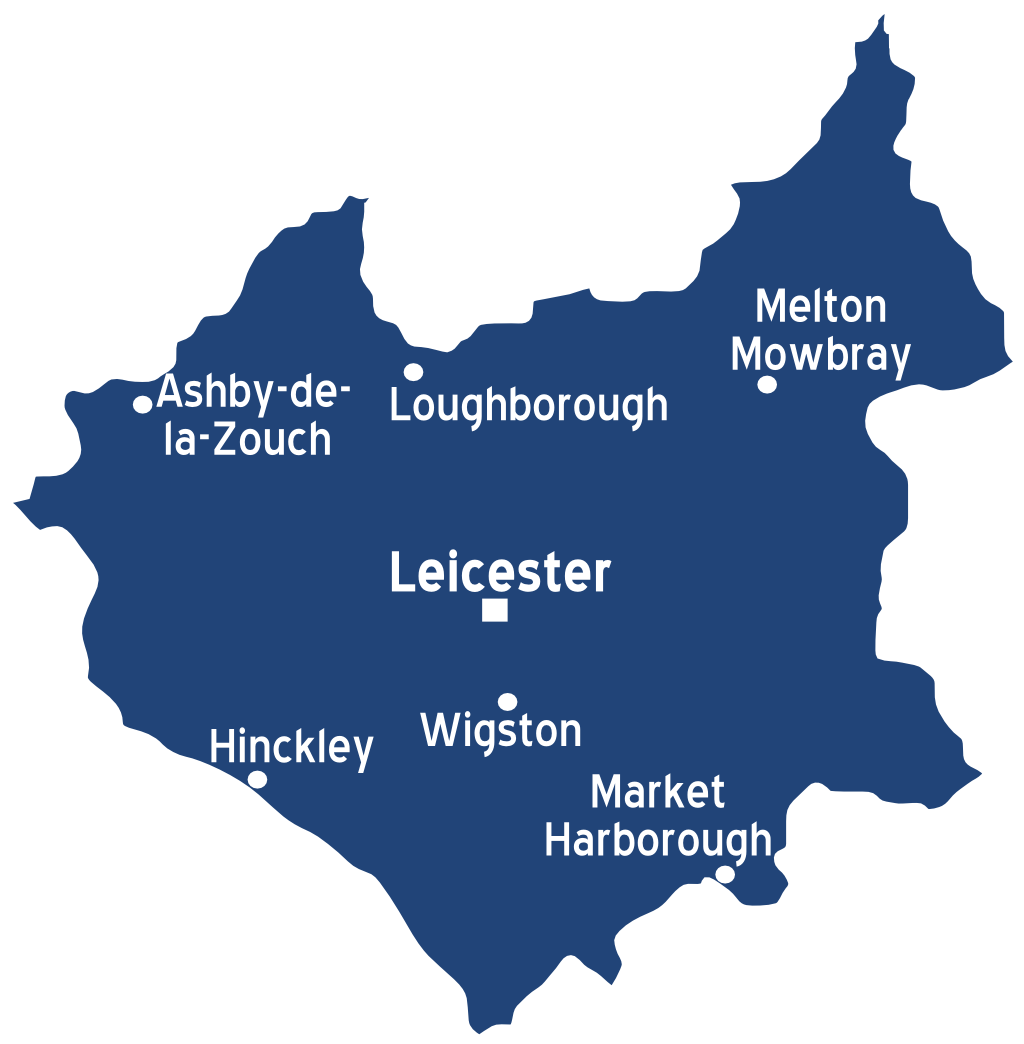 Melton
Mowbray
Ashby-de-
la-Zouch
Loughborough
Leicester
Wigston
Hinckley
Market
Harborough